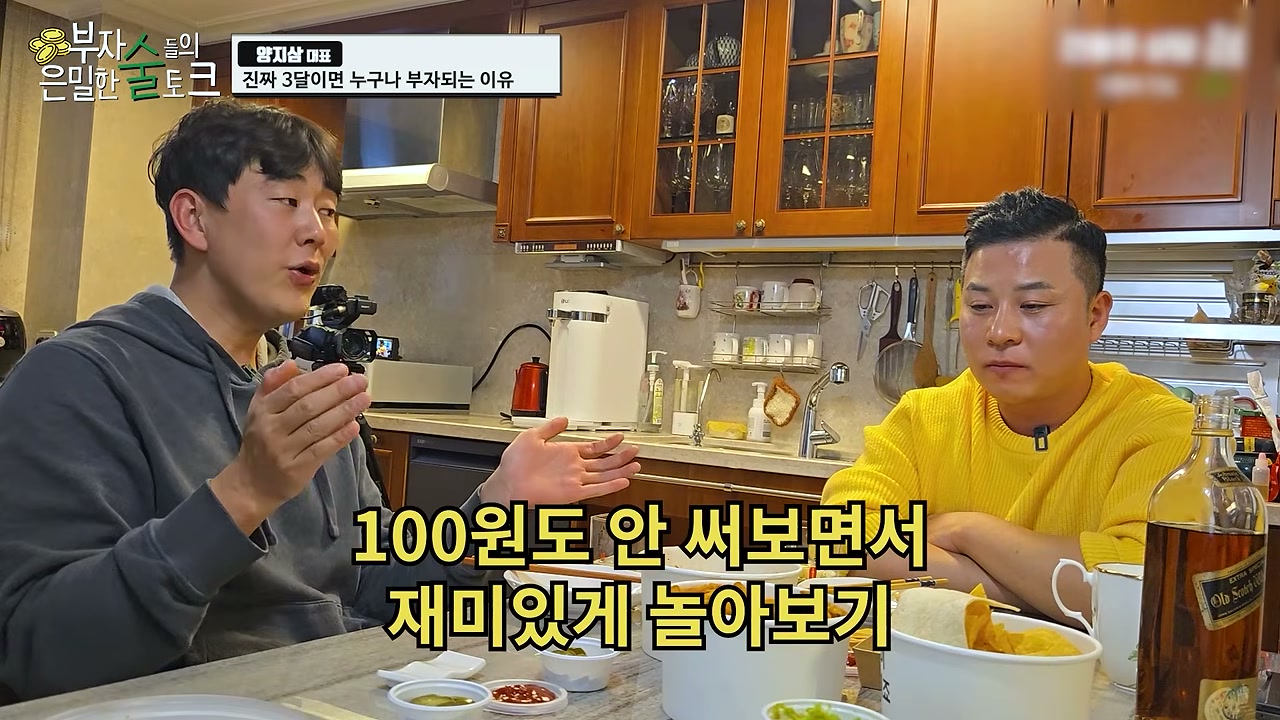 부자술들의
은밀한술토크
양지삼 대표
진짜 3달이면 누구나 부자되는 이유
100원도 안 써보면서
재미있게 놀아보기
Old Scotch